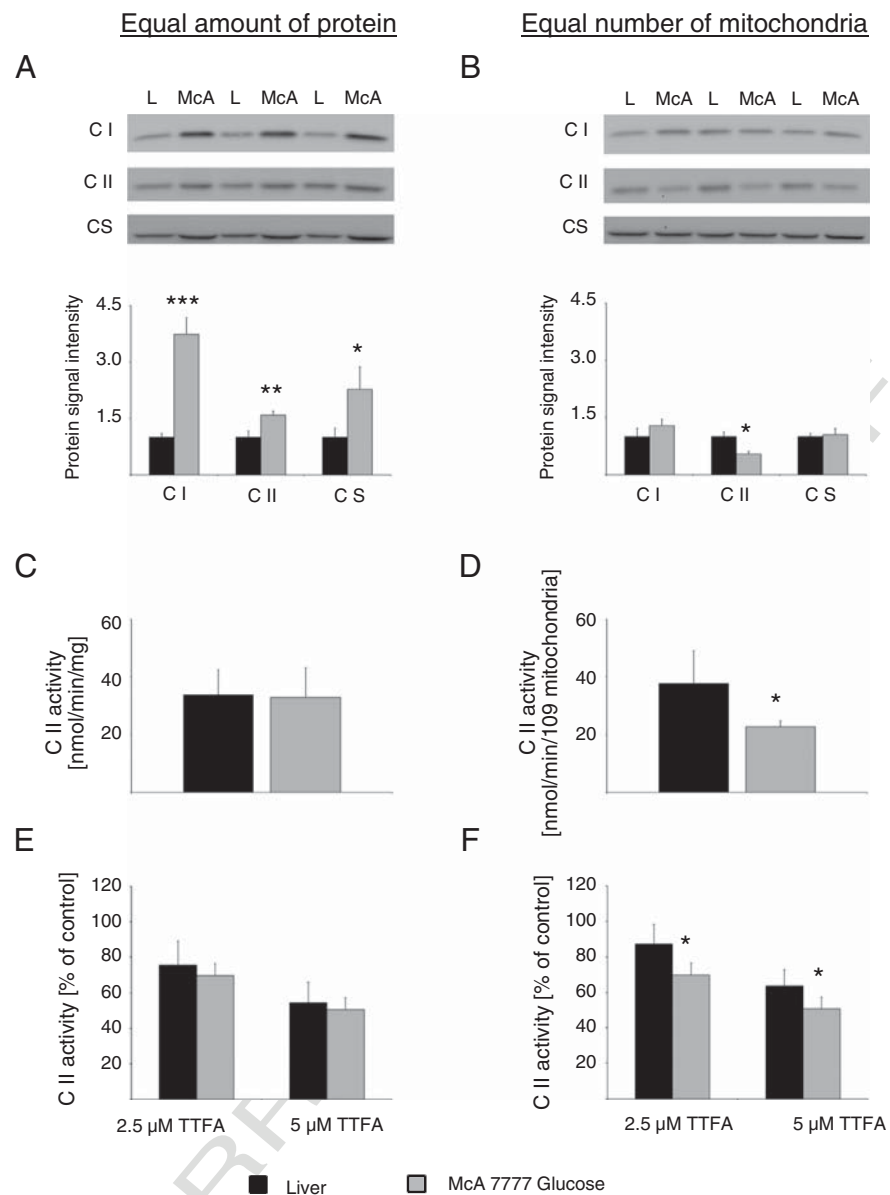 Equal amount of protein
Equal number of mitochondria
A
L McA L McA L McA
C I
C II
CS
Protein signal intensity
4.5
3.0
1.5
***
**
*
C I C II C S
B
L McA L McA L McA
C I
C II
CS
Protein signal intensity
4.5
3.0
1.5
*
C I C II C S
C
C II activity
[nmol/min/mg]
60
40
20
D
C II activity
[nmol/min/109 mitochondria]
60
40
20
*
E
C II activity [% of control]
120
100
80
60
40
20
2.5 µM TTFA 5 µM TTFA
F
C II activity [% of control]
120
100
80
60
40
20
*
*
2.5 µM TTFA 5 µM TTFA
Liver McA 7777 Glucose